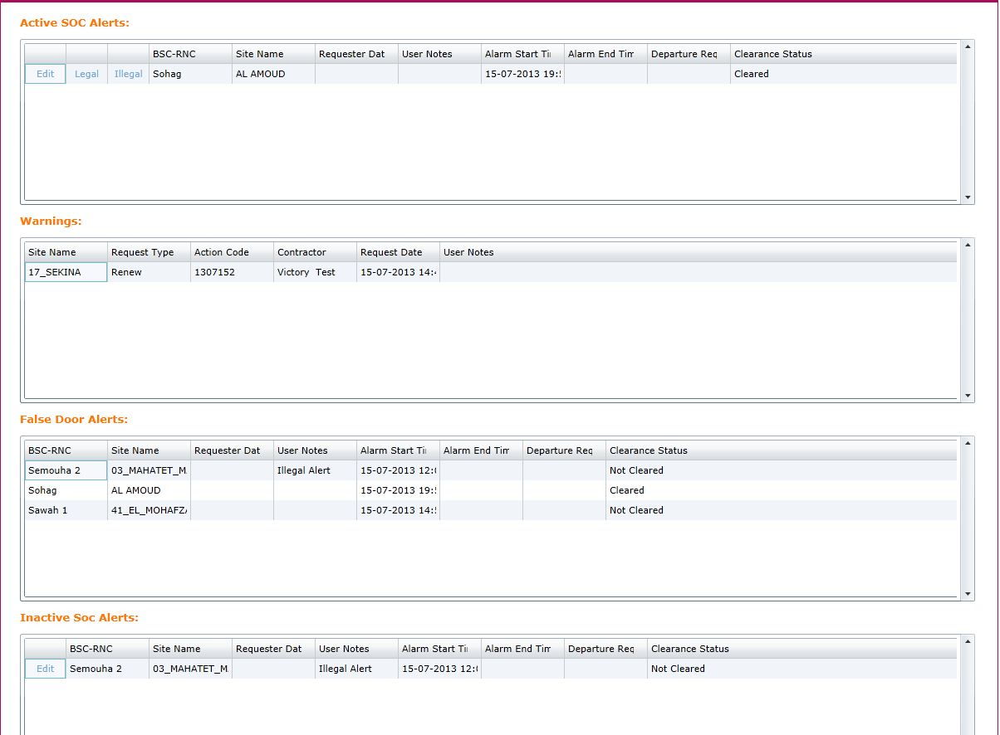 Active SOC Alerts:
BSC-RNC Site Name Requester Dat User Notes Alarm Start Tir Alarm End Tim Departure Req Clearance Status
Edit Legal Illegal Sohag AL AMOUD 15-07-2013 19:5 Cleared
Warnings:
Site Name Request Type Action Code Contractor Request Date User Notes
17_SEKINA Renew 1307152 Victory Test 15-07-2013 14:4
False Door Alerts:
BSC-RNC Site Name Requester Dat User Notes Alarm Start Tir Alarm End Tim Departure Req Clearance Status
Semouha 2 03_MAHATET_M Illegal Alert 15-07-2013 12:0 Not Cleared
Sohag AL AMOUD 15-07-2013 19:5 Cleared
Sawah 1 41_EL_MOHAFZA 15-07-2013 14:5 Not Cleared
Inactive Soc Alerts:
BSC-RNC Site Name Requester Dat User Notes Alarm Start Tir Alarm End Tim Departure Req Clearance Status
Edit Semouha 2 03_MAHATET_M Illegal Alert 15-07-2013 12:0 Not Cleared